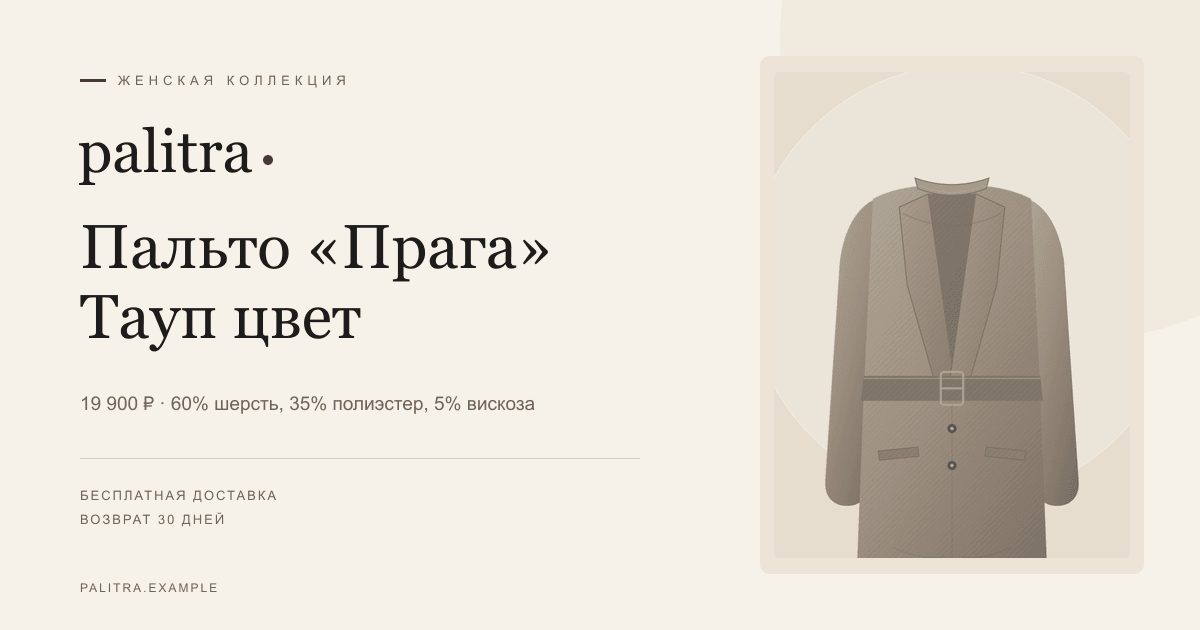 ЖЕНСКАЯ КОЛЛЕКЦИЯ
palitra
Пальто «Прага»
Тауп цвет
19 900 ₽ · 60% шерсть, 35% полиэстер, 5% вискоза
БЕСПЛАТНАЯ ДОСТАВКА
ВОЗВРАТ 30 ДНЕЙ
PALITRA.EXAMPLE